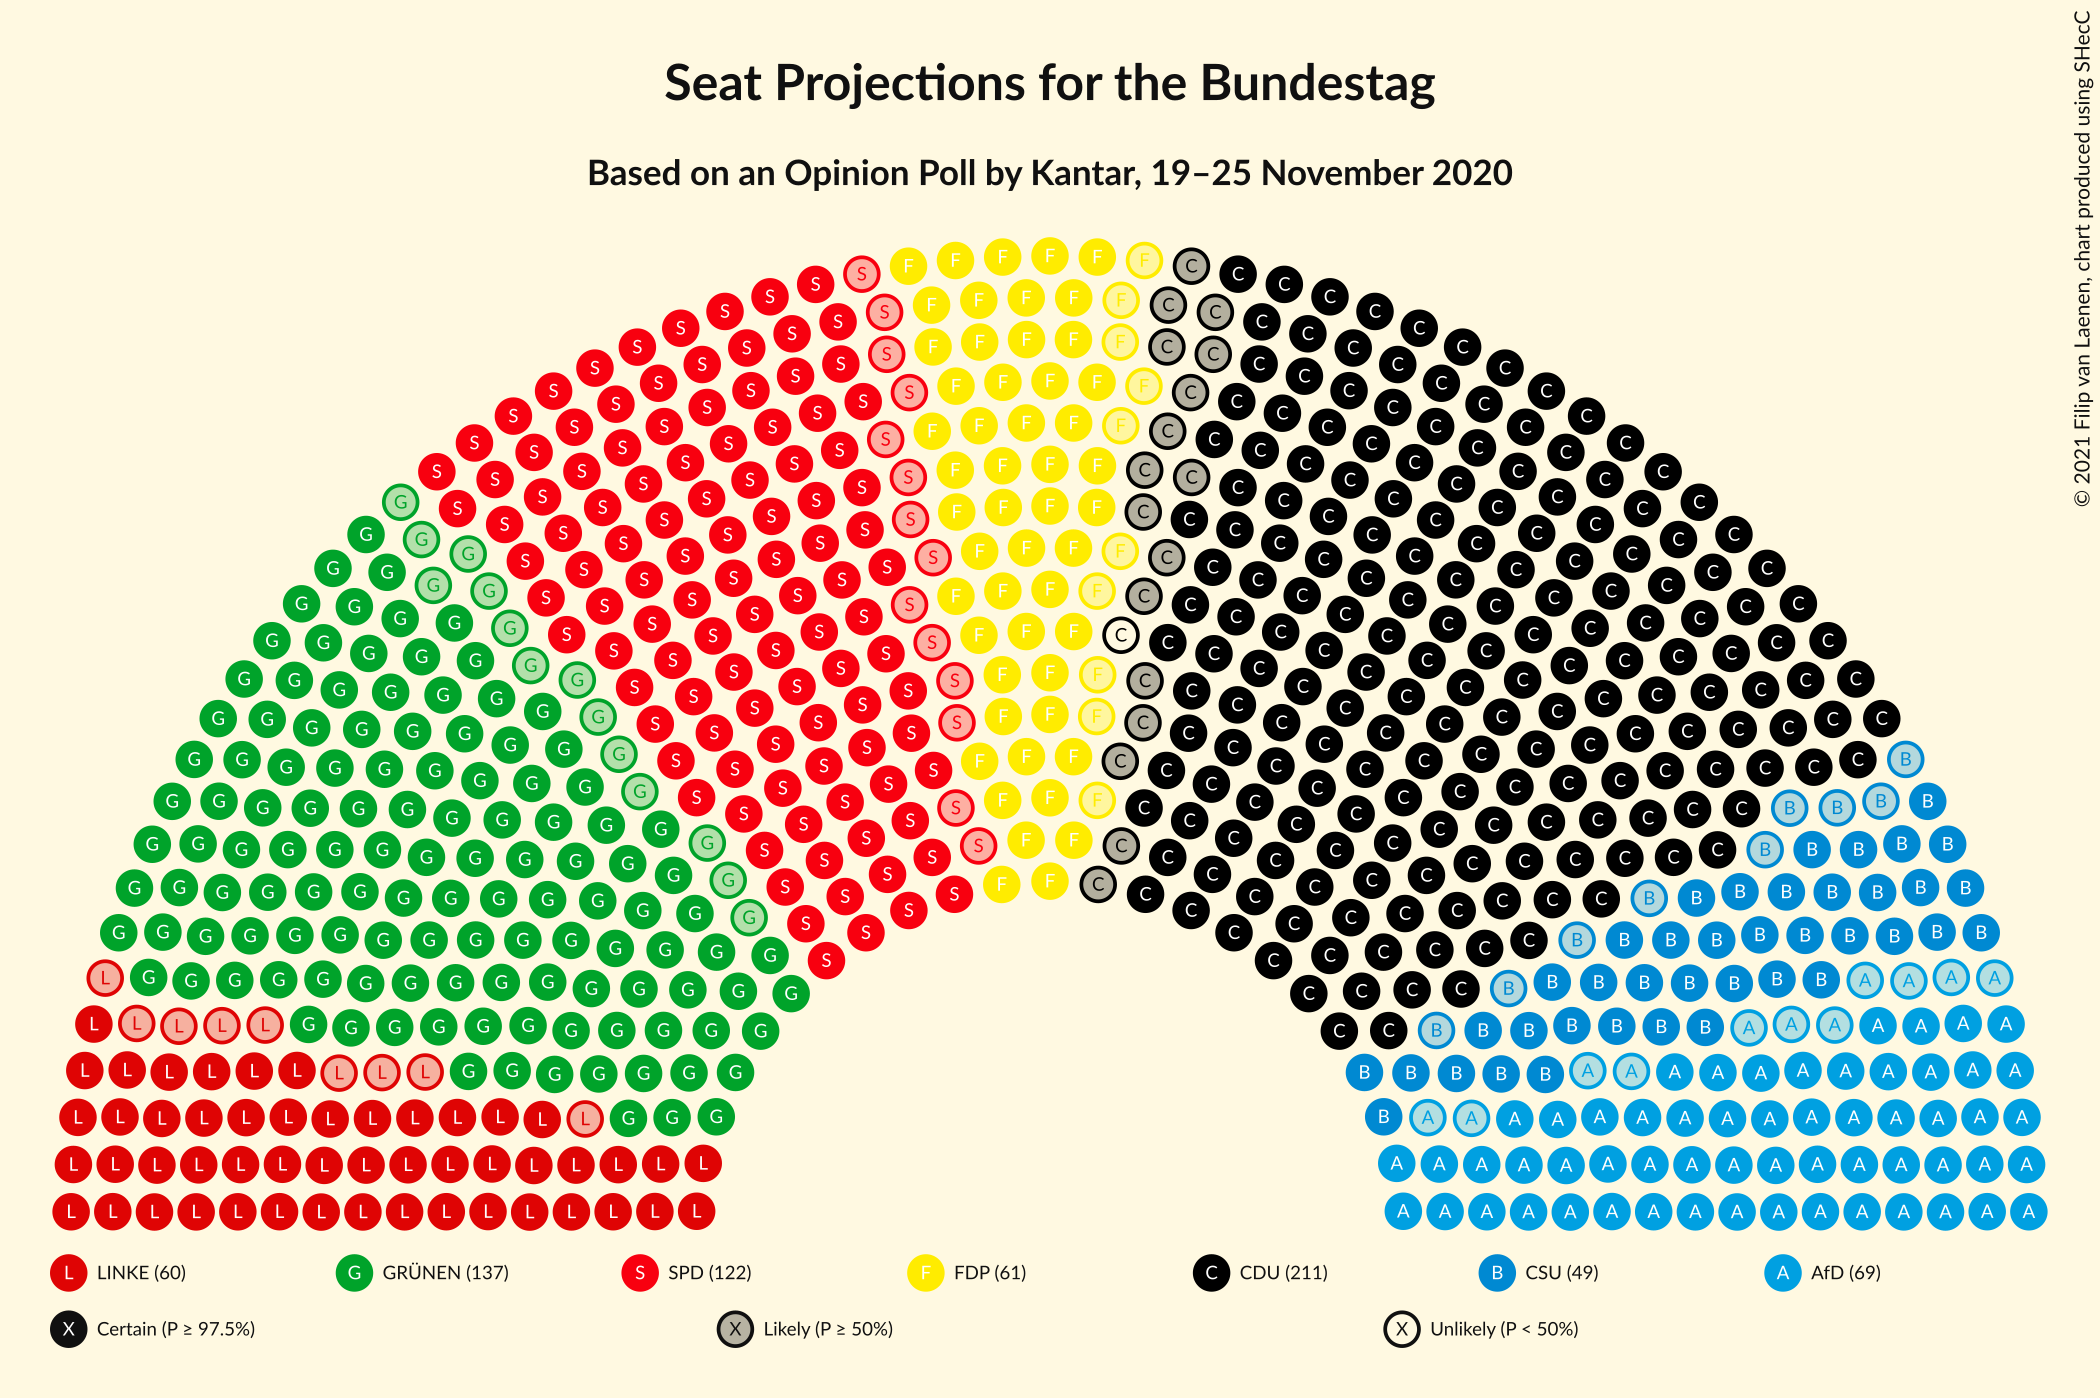 Seat Projections for the Bundestag
Based on an Opinion Poll by Kantar, 19–25 November 2020
© 2021 Filip van Laenen, chart produced using SHecC
L LINKE (60) G GRÜNEN (137) S SPD (122) F FDP (61) C CDU (211) B CSU (49) A AfD (69)
X Certain (P ≥ 97.5%) X Likely (P ≥ 50%) X Unlikely (P < 50%)